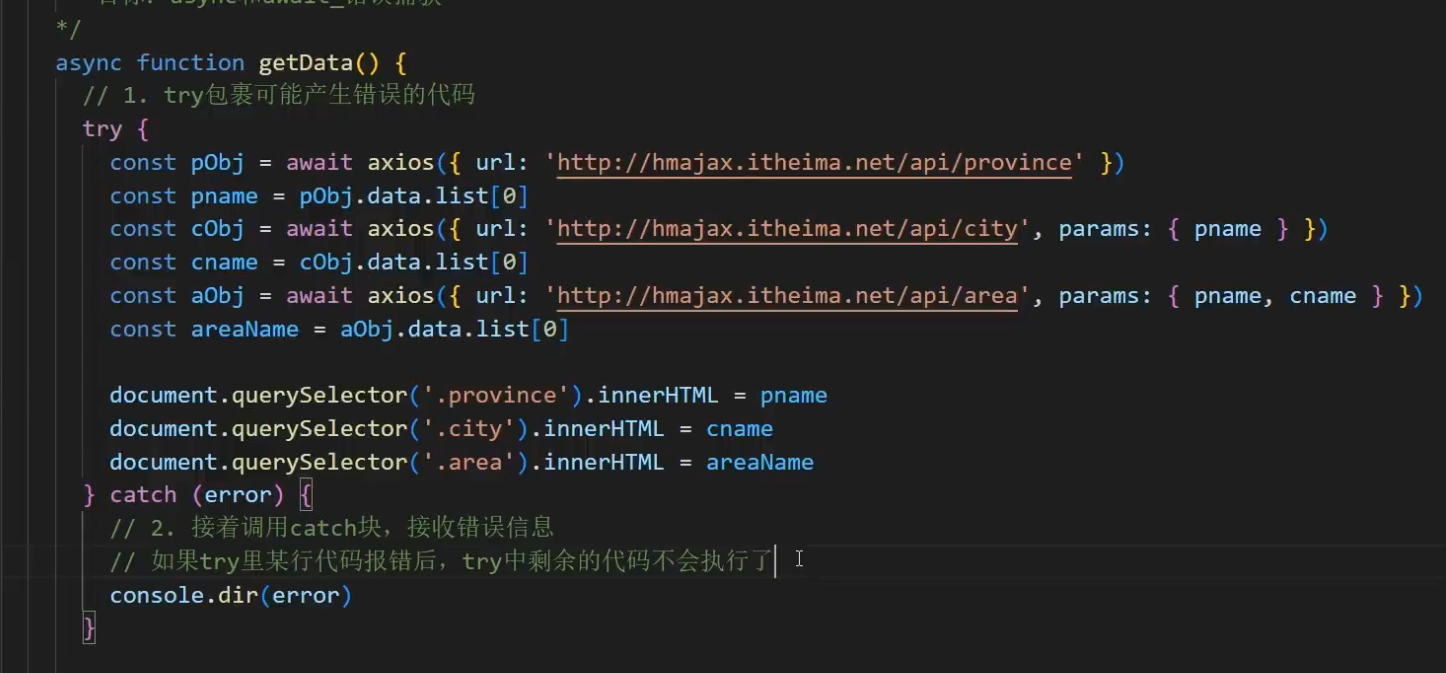 */
async function getData() {
// 1. try包裹可能产生错误的代码
try {
const pObj = await axios({ url: 'http://hmajax.itheima.net/api/province' })
const pname = pObj.data.list[0]
const cObj = await axios({ url: 'http://hmajax.itheima.net/api/city', params: { pname } })
const cname = cObj.data.list[0]
const aObj = await axios({ url: 'http://hmajax.itheima.net/api/area', params: { pname, cname } })
const areaName = aObj.data.list[0]
document.querySelector('.province').innerHTML = pname
document.querySelector('.city').innerHTML = cname
document.querySelector('.area').innerHTML = areaName
} catch (error) {
// 2. 接着调用catch块，接收错误信息
// 如果try里某行代码报错后，try中剩余的代码不会执行了
console.dir(error)
}